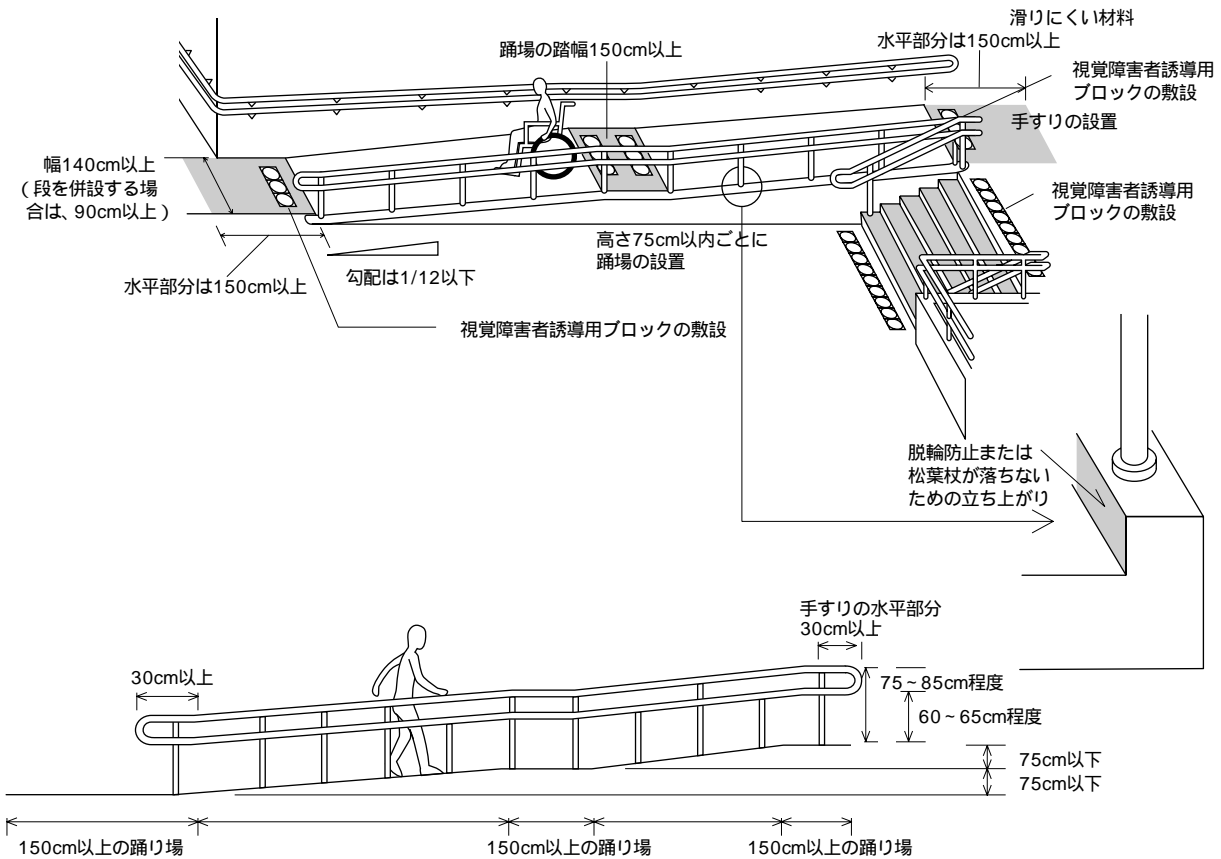 滑りにくい材料
水平部分は150cm以上
踊場の踏幅150cm以上
視覚障害者誘導用
ブロックの敷設
手すりの設置
幅140cm以上
（段を併設する場
合は、90cm以上）
視覚障害者誘導用
ブロックの敷設
高さ75cm以内ごとに
踊場の設置
水平部分は150cm以上
勾配は1/12以下
視覚障害者誘導用ブロックの敷設
脱輪防止または
松葉杖が落ちない
ための立ち上がり
手すりの水平部分
30cm以上
30cm以上
75~85cm程度
60~65cm程度
75cm以下
75cm以下
150cm以上の踊り場
150cm以上の踊り場
150cm以上の踊り場